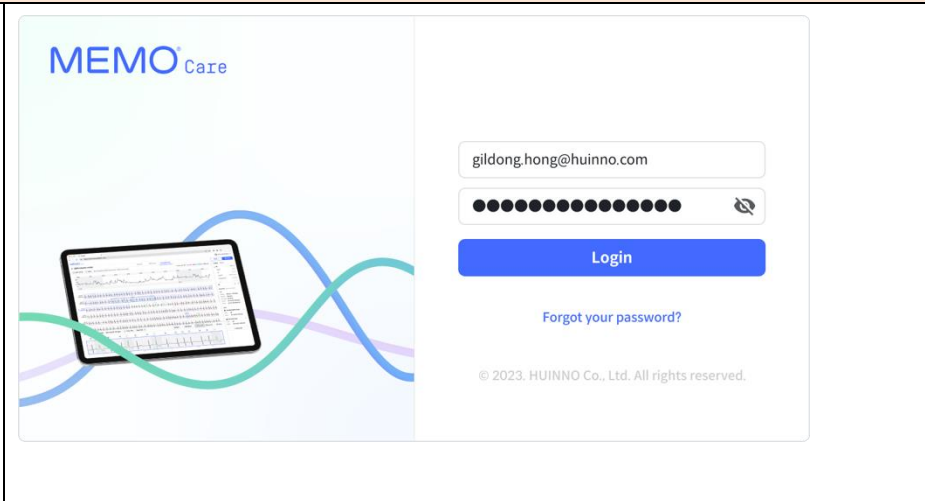 MEMO Care
gildong.hong@huinno.com
●●●●●●●●●●●●●●●
Login
Forgot your password?
© 2023. HUINNO Co., Ltd. All rights reserved.